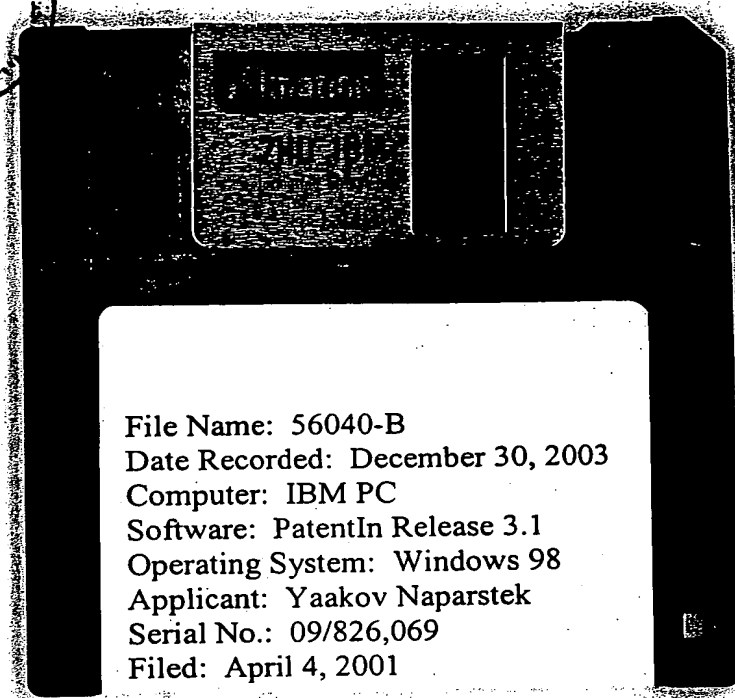 File Name: 56040-B
Date Recorded: December 30, 2003
Computer: IBM PC
Software: PatentIn Release 3.1
Operating System: Windows 98
Applicant: Yaakov Naparstek
Serial No.: 09/826,069
Filed: April 4, 2001